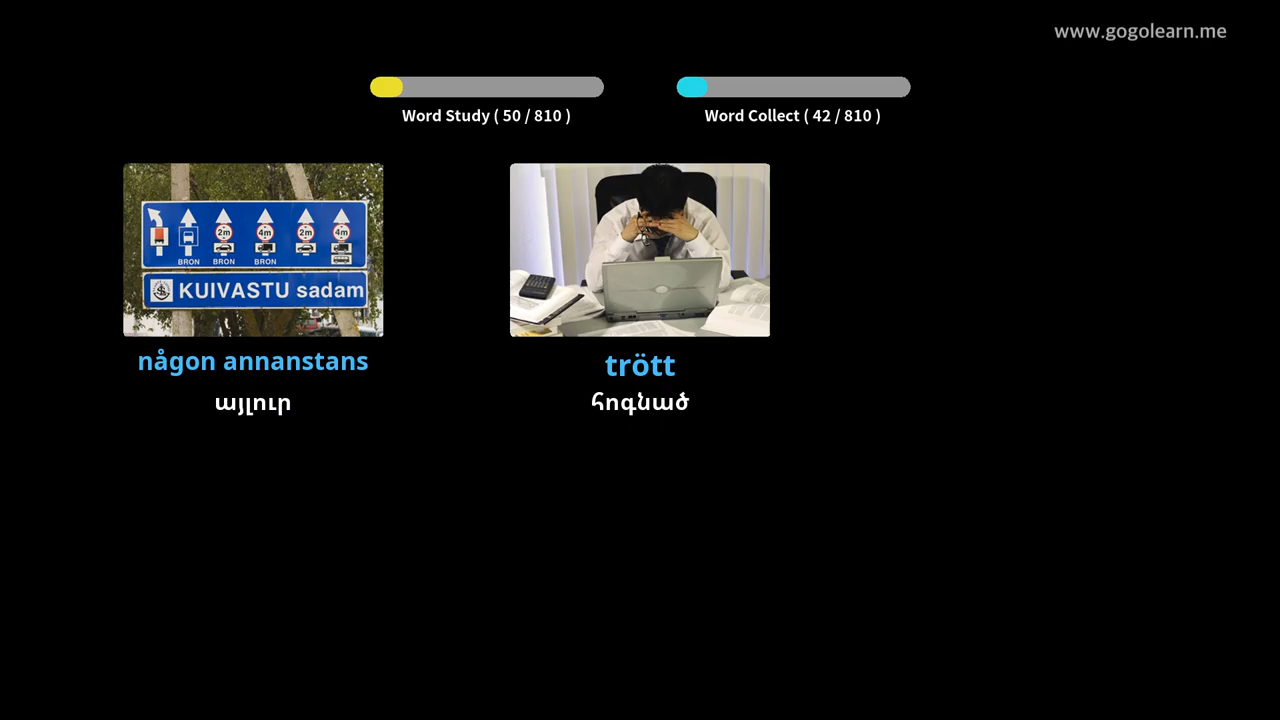 www.gogolearn.me
Word Study ( 50 / 810 )
Word Collect ( 42 / 810 )
2m 4m 2m 4m
BRON BRON BRON
KUIVASTU sadam
någon annanstans
այլուր
trött
հոգնած